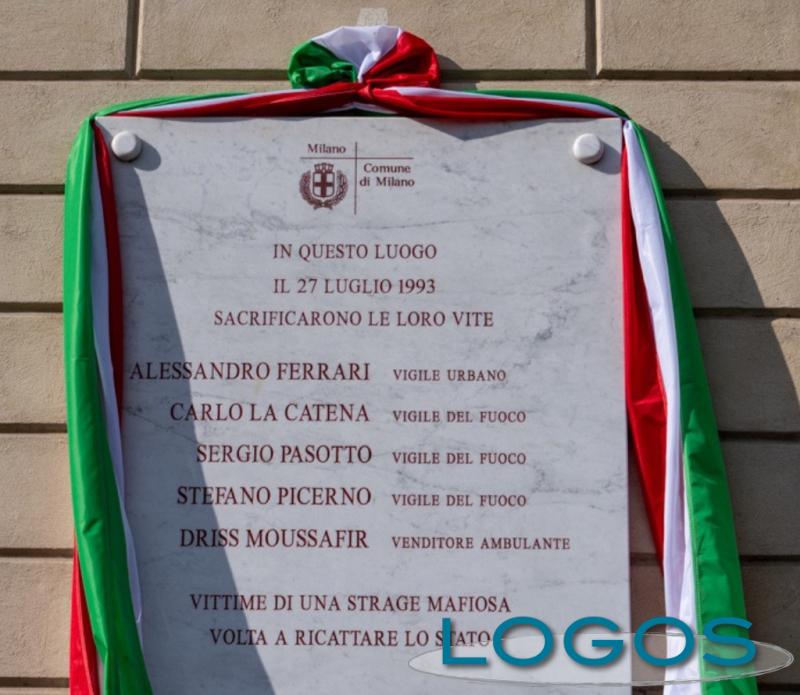 Milano
Comune
di Milano
IN QUESTO LUOGO
IL 27 LUGLIO 1993
SACRIFICARONO LE LORO VITE
ALESSANDRO FERRARI VIGILE URBANO
CARLO LA CATENA VIGILE DEL FUOCO
SERGIO PASOTTO VIGILE DEL FUOCO
STEFANO PICERNO VIGILE DEL FUOCO
DRISS MOUSSAFIR VENDITORE AMBULANTE
VITTIME DI UNA STRAGE MAFIOSA
VOLTA A RICATTARE LO STATO
LOGOS